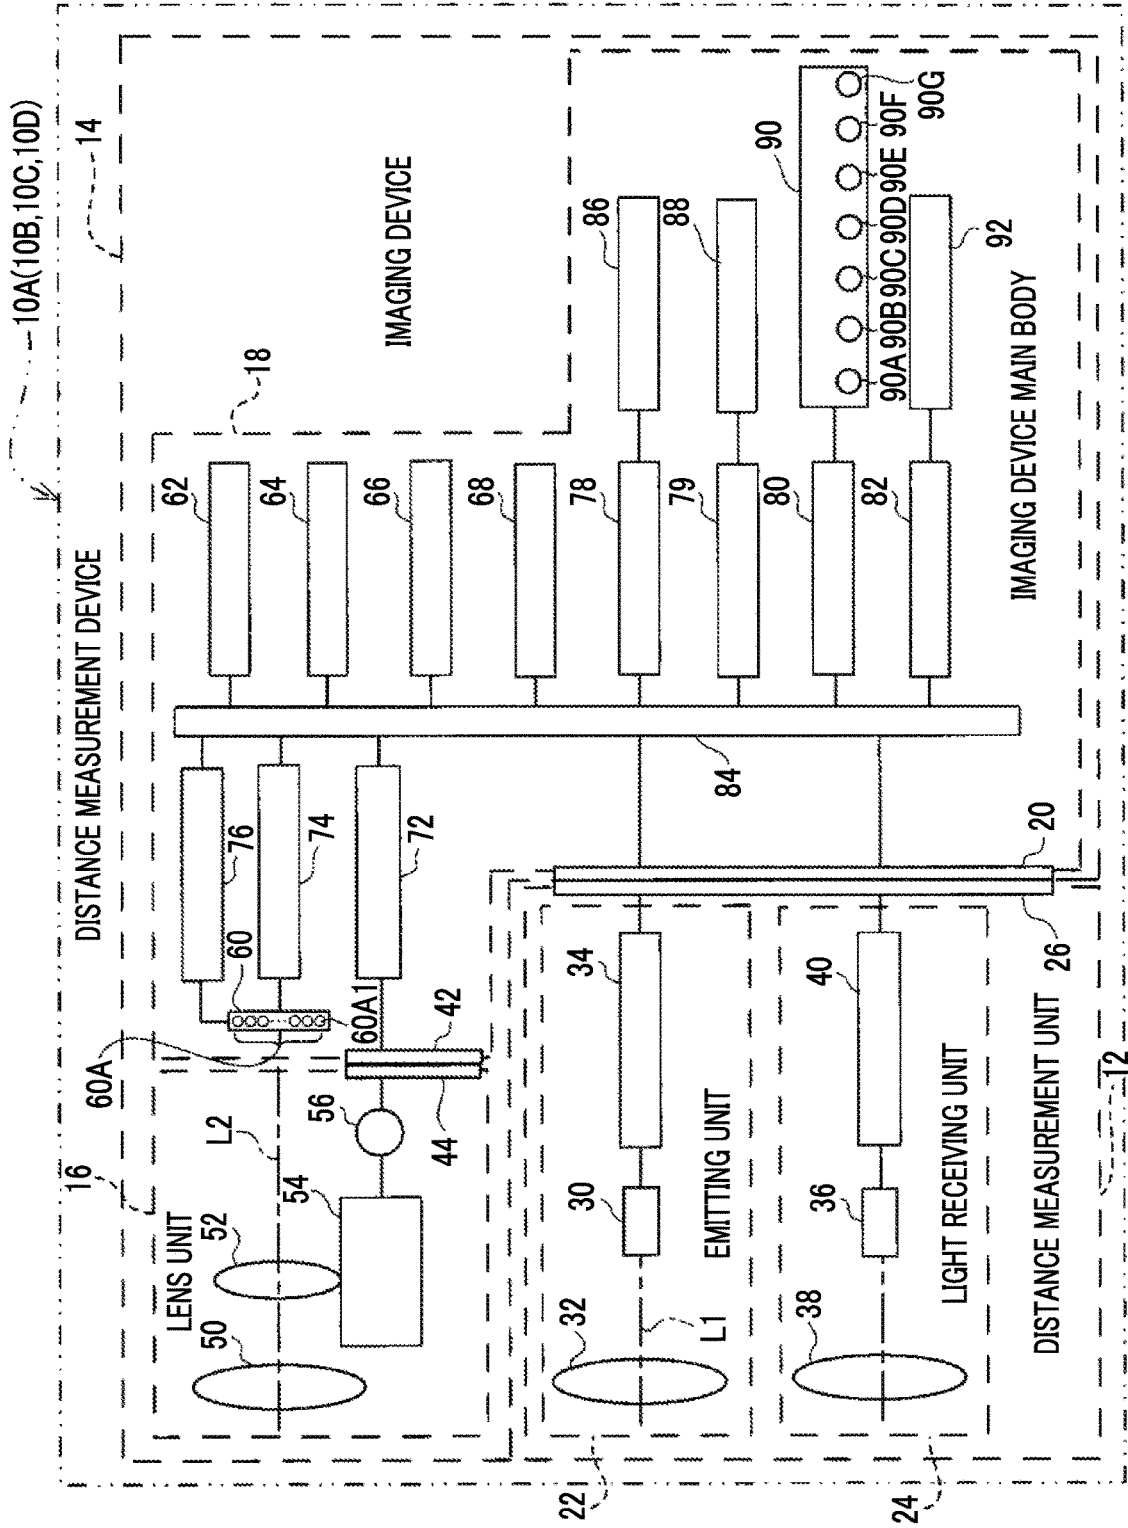 10A(10B,10C,10D)
DISTANCE MEASUREMENT DEVICE
14
16
LENS UNIT
50
52
54
L2
56
44
42
60A
60
60A1
76
74
72
18
62
64
66
68
78
79
80
82
84
IMAGING DEVICE
86
88
90
90A
90B
90C
90D
90E
90F
90G
92
IMAGING DEVICE MAIN BODY
20
26
22
32
L1
30
34
EMITTING UNIT
24
38
36
40
LIGHT RECEIVING UNIT
DISTANCE MEASUREMENT UNIT
12